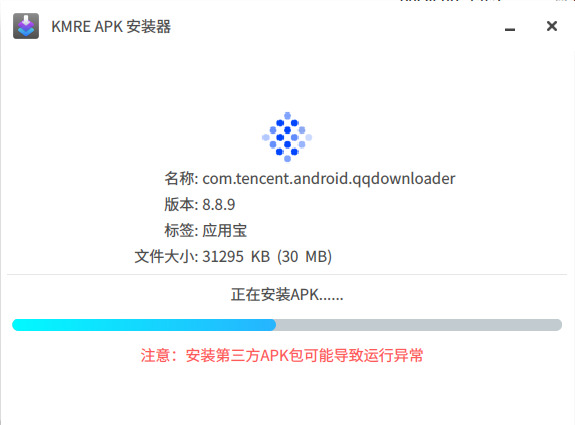 KMRE APK 安装器
名称: com.tencent.android.qqdownloader
版本: 8.8.9
标签: 应用宝
文件大小: 31295 KB (30 MB)
正在安装APK......
注意：安装第三方APK包可能导致运行异常